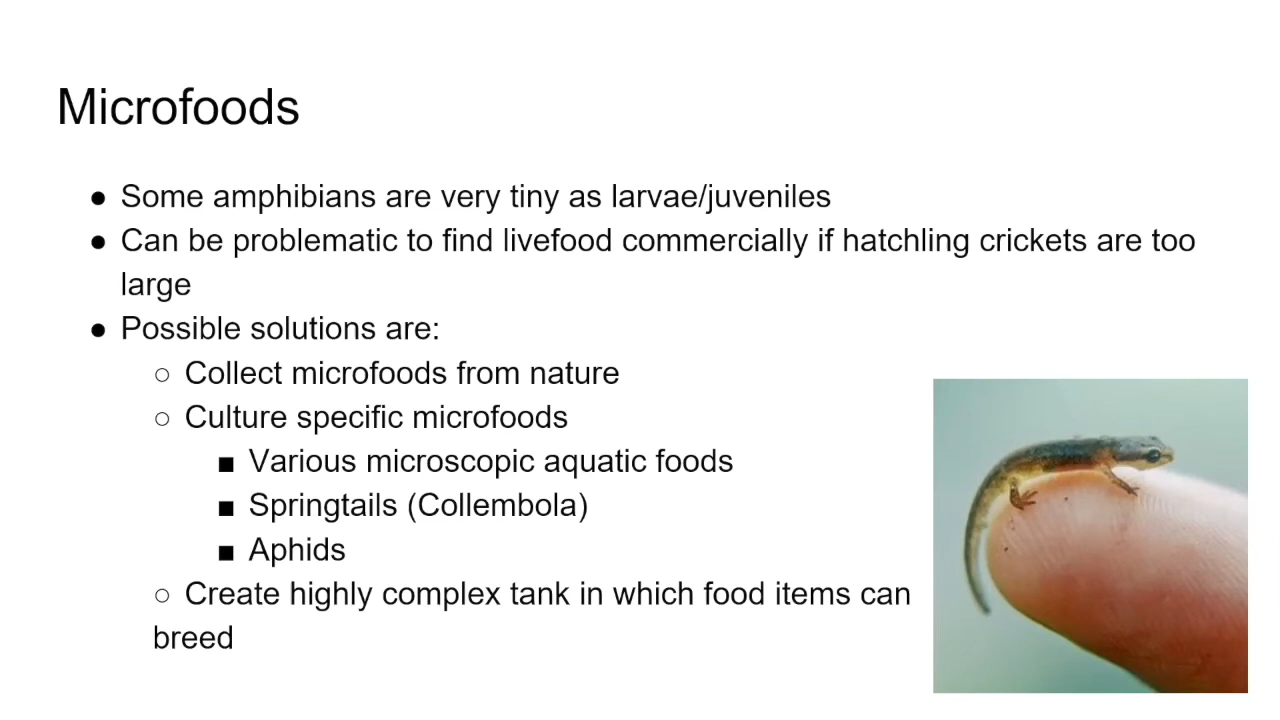 Microfoods
● Some amphibians are very tiny as larvae/juveniles
● Can be problematic to find livefood commercially if hatchling crickets are too
large
● Possible solutions are:
○ Collect microfoods from nature
○ Culture specific microfoods
■ Various microscopic aquatic foods
■ Springtails (Collembola)
■ Aphids
○ Create highly complex tank in which food items can
breed